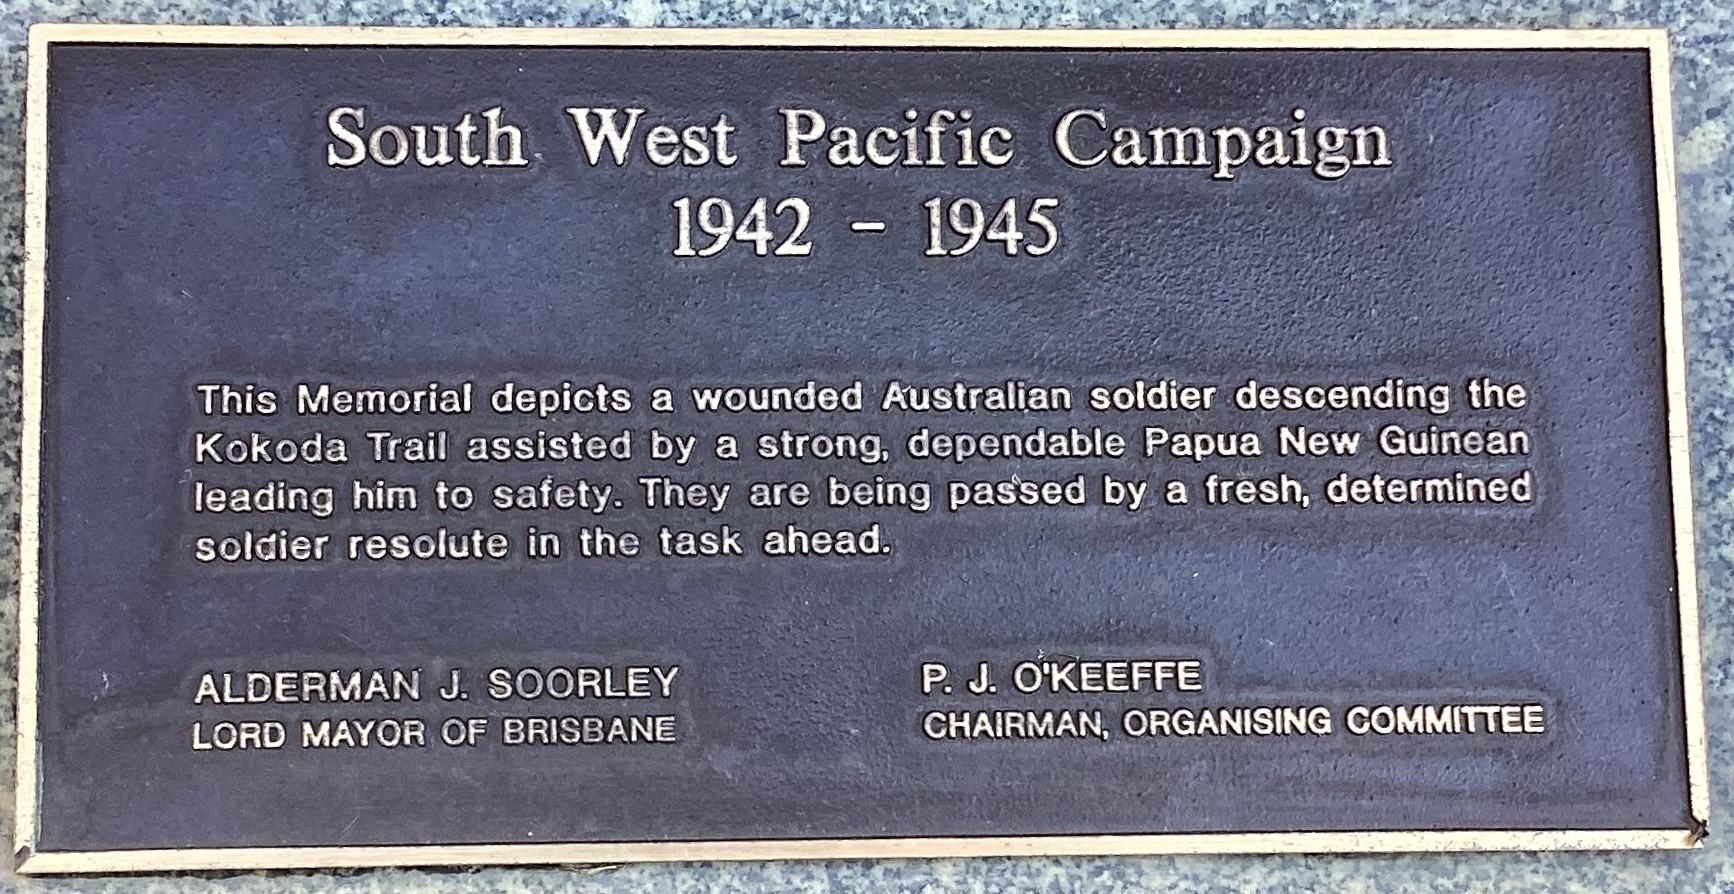 South West Pacific Campaign
1942 - 1945
This Memorial depicts a wounded Australian soldier descending the
Kokoda Trail assisted by a strong, dependable Papua New Guinean
leading him to safety. They are being passed by a fresh, determined
soldier resolute in the task ahead.
ALDERMAN J. SOORLEY
LORD MAYOR OF BRISBANE
P. J. O'KEEFFE
CHAIRMAN, ORGANISING COMMITTEE